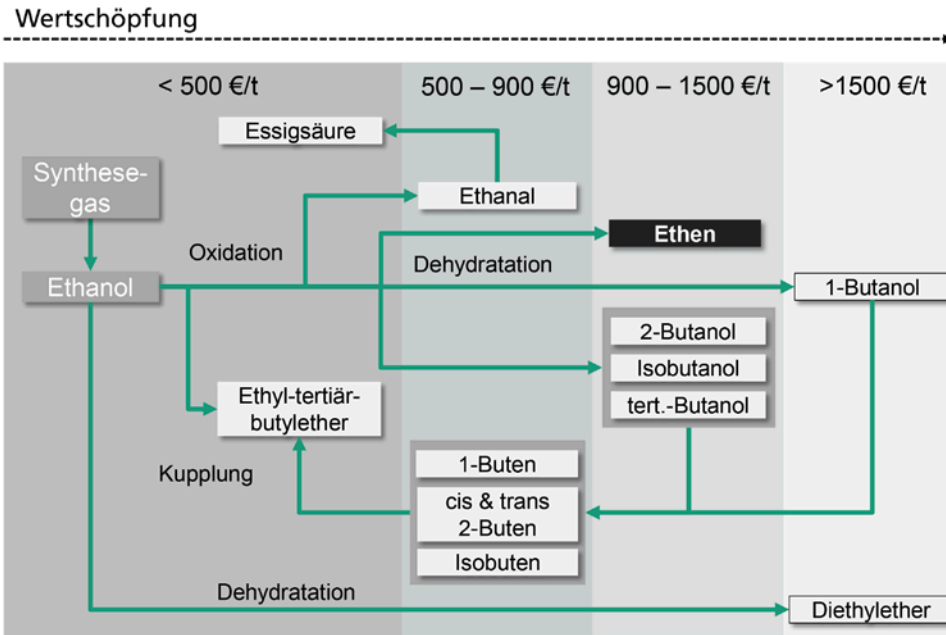 Wertschöpfung
< 500 €/t
500 – 900 €/t
900 – 1500 €/t
>1500 €/t
Essigsäure
Synthese-
gas
Ethanal
Ethen
Oxidation
Dehydratation
Ethanol
1-Butanol
2-Butanol
Isobutanol
tert.-Butanol
Ethyl-tertiär-
butylether
Kupplung
1-Buten
cis & trans
2-Buten
Isobuten
Dehydratation
Diethylether